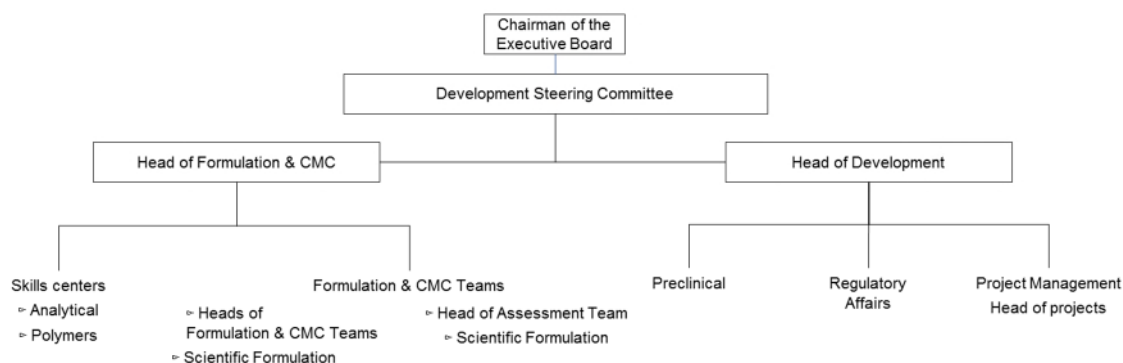 Chairman of the
Executive Board
Development Steering Committee
Head of Formulation & CMC
Head of Development
Skills centers
▻ Analytical
▻ Polymers
Formulation & CMC Teams
▻ Heads of
Formulation & CMC Teams
▻ Scientific Formulation
▻ Head of Assessment Team
▻ Scientific Formulation
Preclinical
Regulatory
Affairs
Project Management
Head of projects